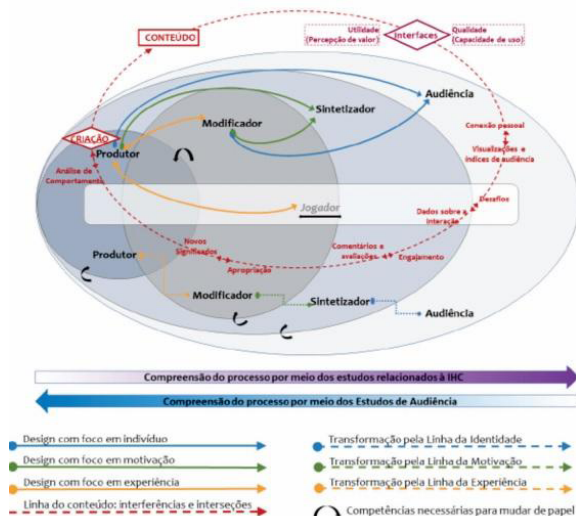 CONTEÚDO
Utilidade
(Percepção de valor)
Interfaces
Qualidade
(Capacidade de uso)
Audiência
Sintetizador
Modificador
CRIAÇÃO
Produtor
Conexão pessoal
Visualizações e
índices de audiência
Análise de
Comportamento
Jogador
Desafios
Dados sobre a
interação
Produtor
Novos
Significados
Apropriação
Comentários e
avaliações
Engajamento
Modificador
Sintetizador
Audiência
Compreensão do processo por meio dos estudos relacionados à IHC
Compreensão do processo por meio dos Estudos de Audiência
Design com foco em indivíduo
Design com foco em motivação
Design com foco em experiência
Linha do conteúdo: interferências e interseções
Transformação pela Linha da Identidade
Transformação pela Linha da Motivação
Transformação pela Linha da Experiência
Competências necessárias para mudar de papel